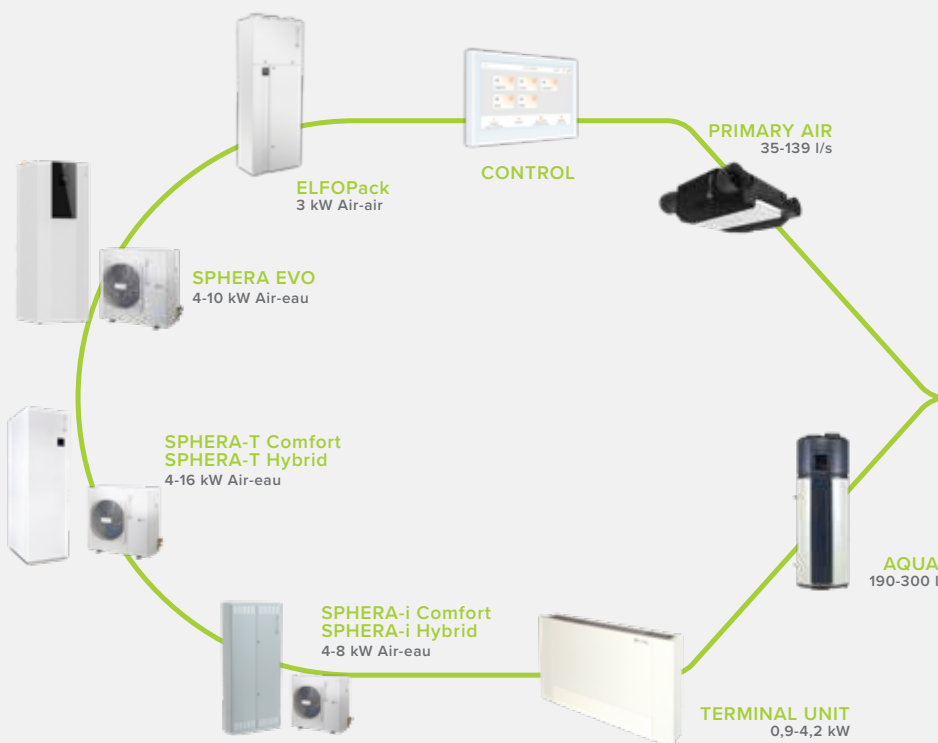 PRIMARY AIR
35-139 l/s
CONTROL
ELFOPack
3 kW Air-air
SPHERA EVO
4-10 kW Air-eau
SPHERA-T Comfort
SPHERA-T Hybrid
4-16 kW Air-eau
AQUA
190-300 l
SPHERA-i Comfort
SPHERA-i Hybrid
4-8 kW Air-eau
TERMINAL UNIT
0,9-4,2 kW